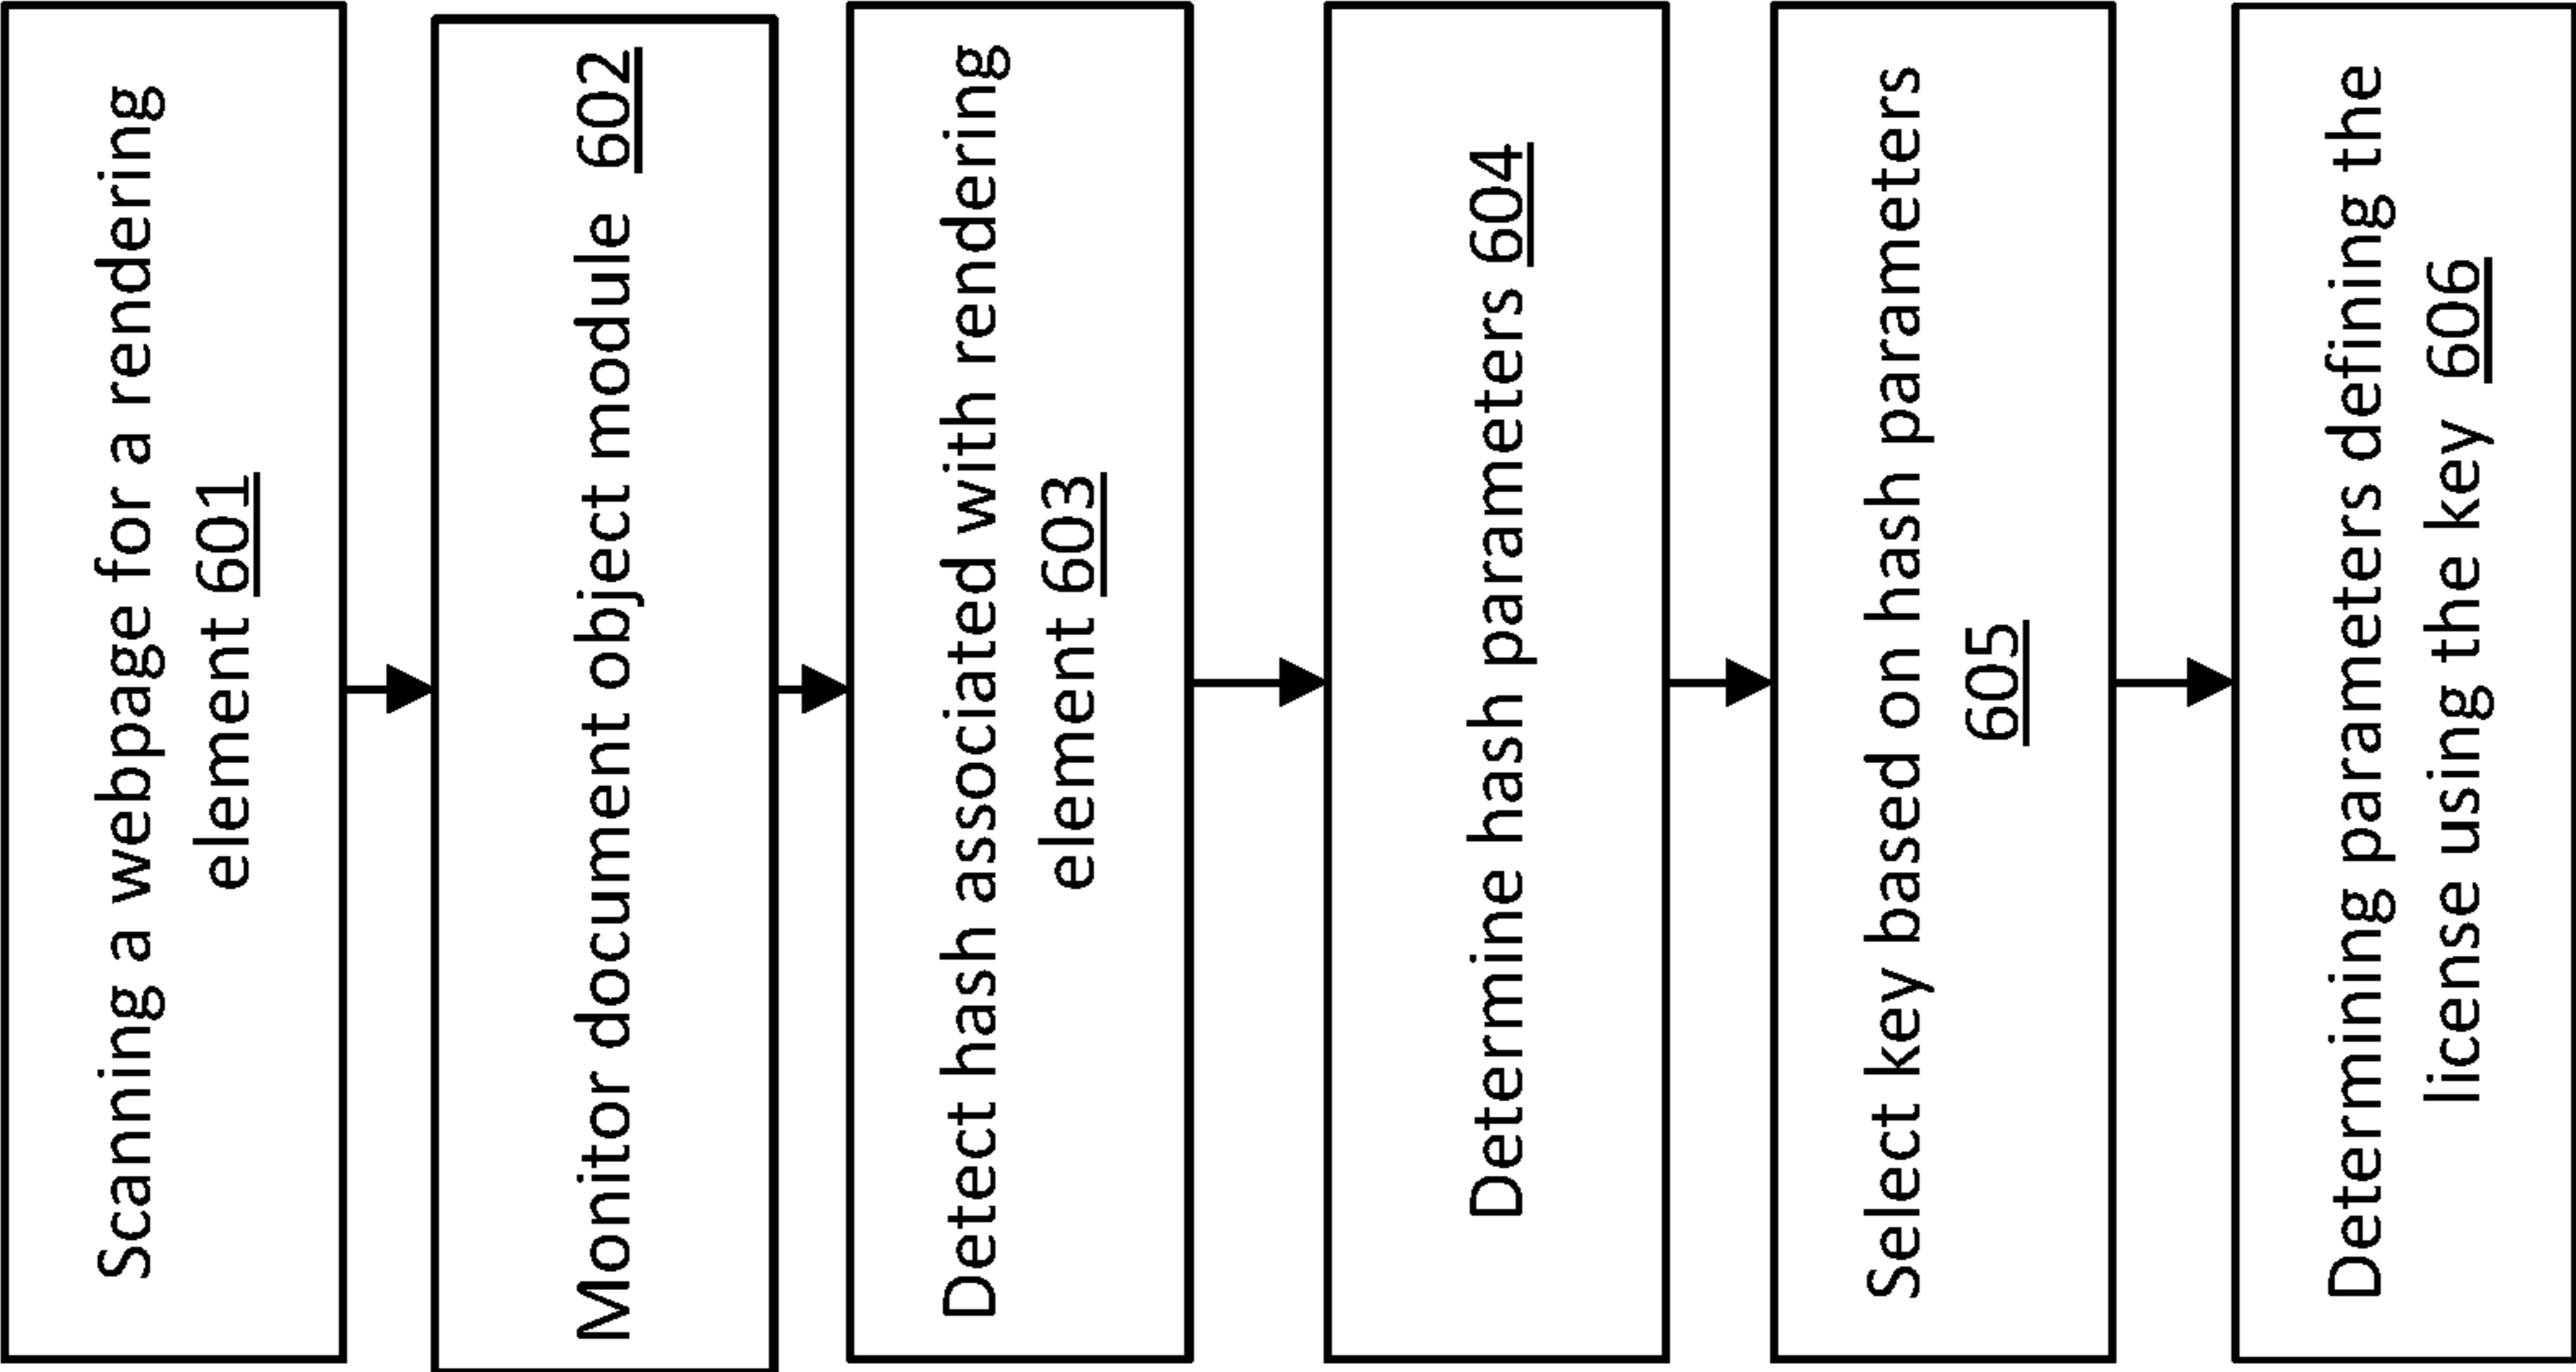 Scanning a webpage for a rendering
element 601
Monitor document object module 602
Detect hash associated with rendering
element 603
Determine hash parameters 604
Select key based on hash parameters
605
Determining parameters defining the
license using the key 606